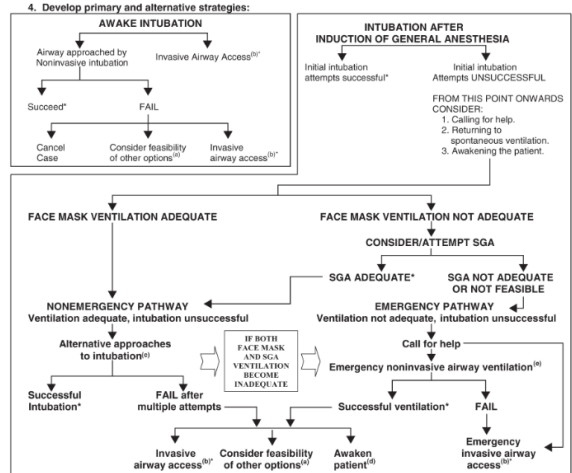 4. Develop primary and alternative strategies:
AWAKE INTUBATION
Airway approached by
Noninvasive intubation
Invasive Airway Access(b)*
Succeed*
FAIL
Cancel
Case
Consider feasibility
of other options(a)
Invasive
airway access(b)*
INTUBATION AFTER
INDUCTION OF GENERAL ANESTHESIA
Initial intubation
attempts successful*
Initial intubation
Attempts UNSUCCESSFUL
FROM THIS POINT ONWARDS
CONSIDER:
1. Calling for help.
2. Returning to
spontaneous ventilation.
3. Awakening the patient.
FACE MASK VENTILATION ADEQUATE
FACE MASK VENTILATION NOT ADEQUATE
CONSIDER/ATTEMPT SGA
SGA ADEQUATE*
SGA NOT ADEQUATE
OR NOT FEASIBLE
NONEMERGENCY PATHWAY
Ventilation adequate, intubation unsuccessful
EMERGENCY PATHWAY
Ventilation not adequate, intubation unsuccessful
Alternative approaches
to intubation(c)
IF BOTH
FACE MASK
AND SGA
VENTILATION
BECOME
INADEQUATE
Call for help
Emergency noninvasive airway ventilation(e)
Successful
Intubation*
FAIL after
multiple attempts
Successful ventilation*
FAIL
Invasive
airway access(b)*
Consider feasibility
of other options(a)
Awaken
patient(d)
Emergency
invasive airway
access(b)*